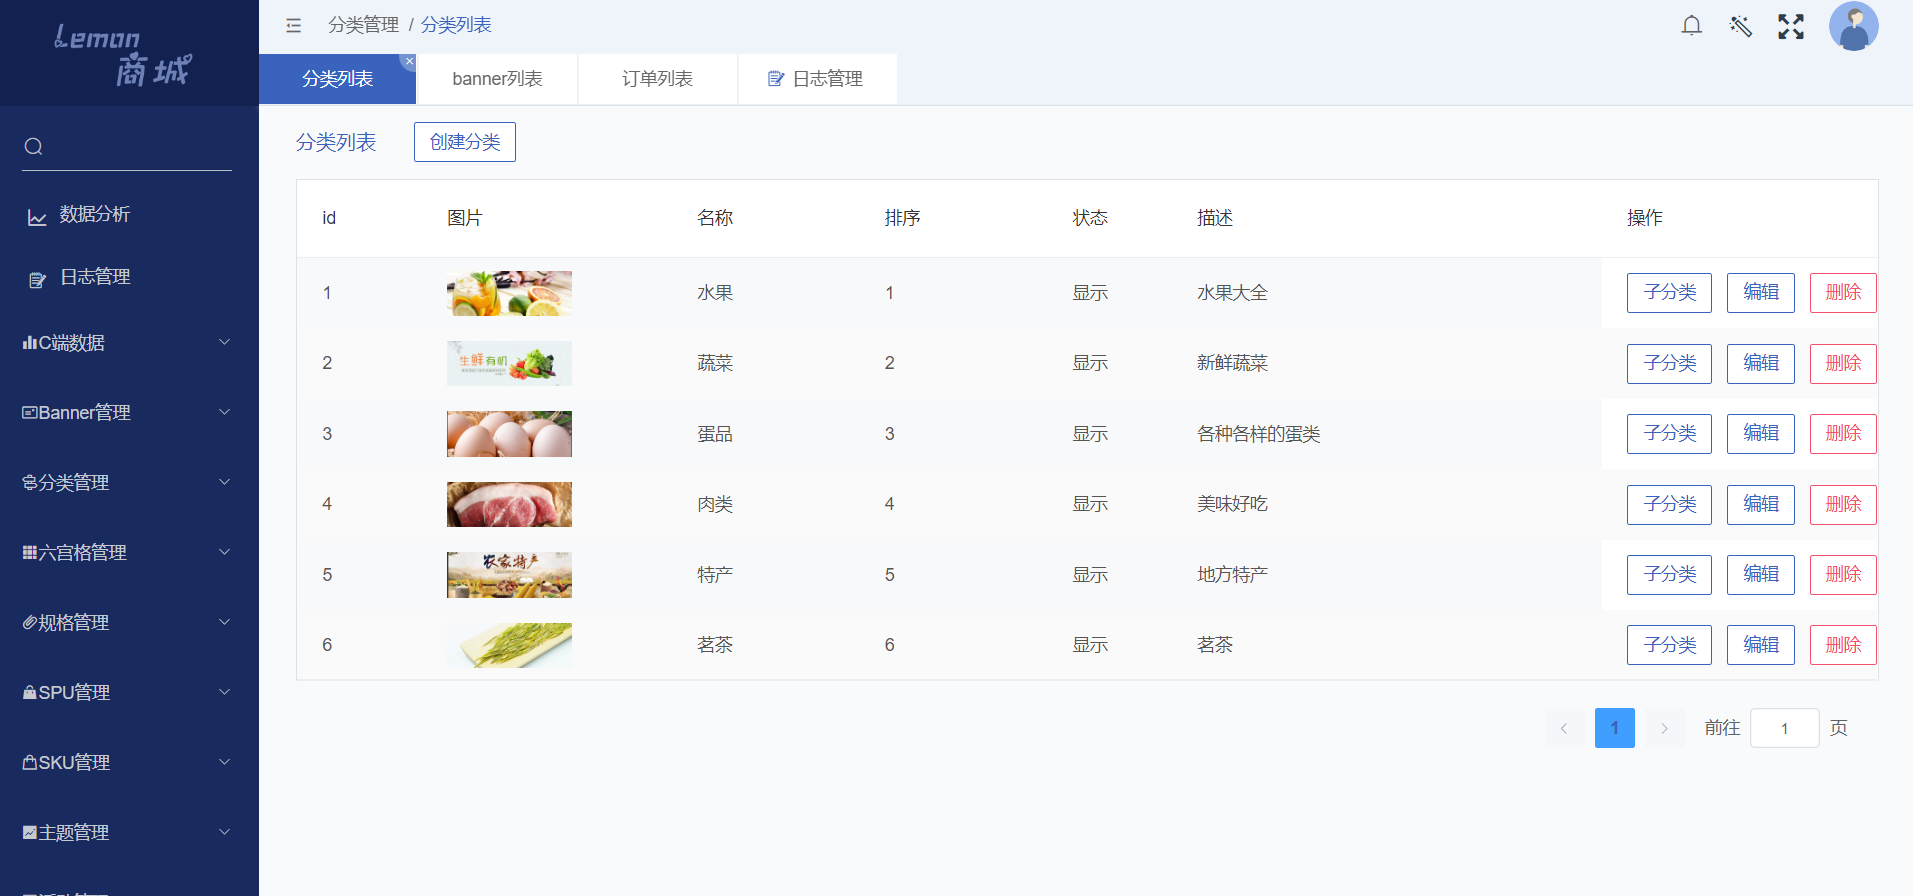 Lemon
商城
数据分析
日志管理
C端数据
Banner管理
分类管理
六宫格管理
规格管理
SPU管理
SKU管理
主题管理
分类管理 / 分类列表
分类列表 × banner列表 订单列表 日志管理
分类列表 创建分类
id 图片 名称 排序 状态 描述 操作
1 水果 1 显示 水果大全 子分类 编辑 删除
2 生鲜有机 蔬菜 2 显示 新鲜蔬菜 子分类 编辑 删除
3 蛋品 3 显示 各种各样的蛋类 子分类 编辑 删除
4 肉类 4 显示 美味好吃 子分类 编辑 删除
5 农家特产 特产 5 显示 地方特产 子分类 编辑 删除
6 茗茶 6 显示 茗茶 子分类 编辑 删除
< 1 > 前往 1 页